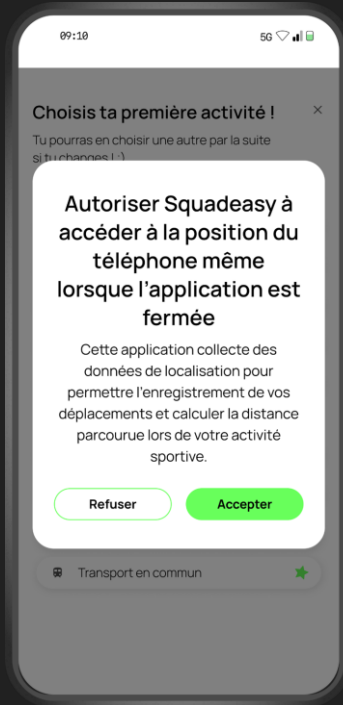 09:10
5G
Choisis ta première activité !
Tu pourras en choisir une autre par la suite
si tu changes ! :)
Autoriser Squadeasy à
accéder à la position du
téléphone même
lorsque l'application est
fermée
Cette application collecte des
données de localisation pour
permettre l'enregistrement de vos
déplacements et calculer la distance
parcourue lors de votre activité
sportive.
Refuser
Accepter
Transport en commun